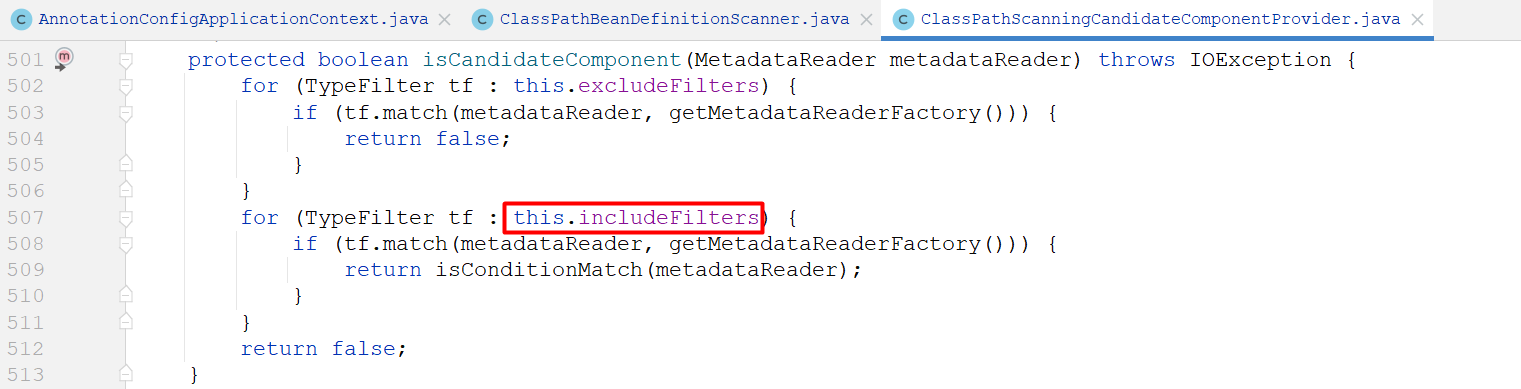 AnnotationConfigApplicationContext.java ClassPathBeanDefinitionScanner.java ClassPathScanningCandidateComponentProvider.java
501 protected boolean isCandidateComponent(MetadataReader metadataReader) throws IOException {
502 for (TypeFilter tf : this.excludeFilters) {
503 if (tf.match(metadataReader, getMetadataReaderFactory())) {
504 return false;
505 }
506 }
507 for (TypeFilter tf : this.includeFilters) {
508 if (tf.match(metadataReader, getMetadataReaderFactory())) {
509 return isConditionMatch(metadataReader);
510 }
511 }
512 return false;
513 }